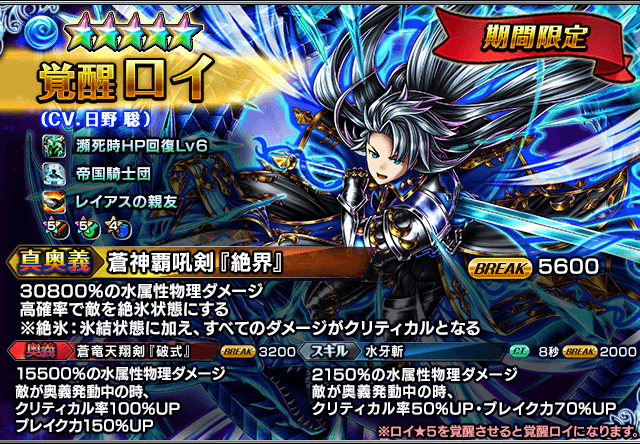 期間限定
覚醒ロイ
(CV.日野 聡)
瀕死時HP回復Lv6
帝国騎士団
レイアスの親友
5 5 4
真奥義 蒼神覇吼剣『絶界』 BREAK 5600
30800%の水属性物理ダメージ
高確率で敵を絶氷状態にする
※絶氷:氷結状態に加え、すべてのダメージがクリティカルとなる
奥義 蒼竜天翔剣『破式』 BREAK 3200
15500%の水属性物理ダメージ
敵が奥義発動中の時、
クリティカル率100%UP
ブレイク力150%UP
スキル 水牙斬 CT 8秒 BREAK 2000
2150%の水属性物理ダメージ
敵が奥義発動中の時、
クリティカル率50%UP・ブレイク力70%UP
※ロイ★5を覚醒させると覚醒ロイになります。